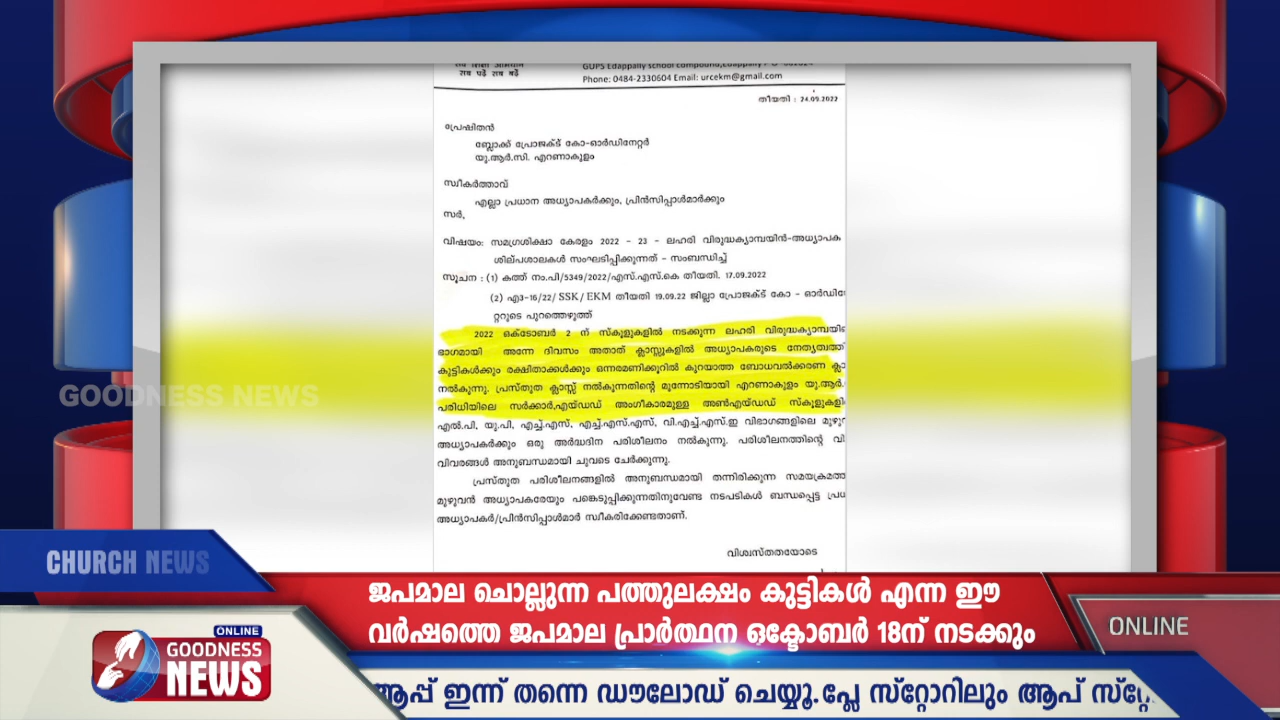 राय पढ़ें राय बढ़ें
Phone: 0484-2330604 Email: urcekm@gmail.com
തീയതി : 24.09.2022
പ്രേഷിതൻ
ബ്ലോക്ക് പ്രോജക്ട് കോ-ഓർഡിനേറ്റർ
യു.ആർ.സി. എറണാകുളം
സ്വീകർത്താവ്
എല്ലാ പ്രധാന അധ്യാപകർക്കും, പ്രിൻസിപ്പാൾമാർക്കും
സർ,
വിഷയം: സമഗ്രശിക്ഷാ കേരളം 2022 - 23 - ലഹരി വിരുദ്ധക്യാമ്പയിൻ-അധ്യാപക
ശില്പശാലകൾ സംഘടിപ്പിക്കുന്നത് - സംബന്ധിച്ച്
സൂചന : (1) കത്ത് നം.പി/5349/2022/എസ്.എസ്.കെ തീയതി. 17.09.2022
(2) എ3-16/22/ SSK/ EKM തീയതി 19.09.22 ജില്ലാ പ്രോജക്ട് കോ - ഓർഡിനേ
റ്ററുടെ പുറത്തെഴുത്ത്
2022 ഒക്ടോബർ 2 ന് സ്കൂളുകളിൽ നടക്കുന്ന ലഹരി വിരുദ്ധക്യാമ്പയി
ഭാഗമായി അന്നേ ദിവസം അതാത് ക്ലാസ്സുകളിൽ അധ്യാപകരുടെ നേതൃത്വത്തി
കുട്ടികൾക്കും രക്ഷിതാക്കൾക്കും ഒന്നരമണിക്കൂറിൽ കുറയാത്ത ബോധവൽക്കരണ ക്ലാ
നൽകുന്നു. പ്രസ്തുത ക്ലാസ്സ് നൽകുന്നതിന്റെ മുന്നോടിയായി എറണാകുളം യു.ആർ.
പരിധിയിലെ സർക്കാർ,എയ്ഡഡ് അംഗീകാരമുള്ള അൺഎയ്ഡഡ് സ്കൂളുകളി
എൽ.പി, യു.പി, എച്ച്.എസ്, എച്ച്.എസ്.എസ്, വി.എച്ച്.എസ്.ഇ വിഭാഗങ്ങളിലെ മുഴു
അധ്യാപകർക്കും ഒരു അർദ്ധദിന പരിശീലനം നൽകുന്നു. പരിശീലനത്തിന്റെ വി
വിവരങ്ങൾ അനുബന്ധമായി ചുവടെ ചേർക്കുന്നു.
പ്രസ്തുത പരിശീലനങ്ങളിൽ അനുബന്ധമായി തന്നിരിക്കുന്ന സമയക്രമത്ത
മുഴുവൻ അധ്യാപകരേയും പങ്കെടുപ്പിക്കുന്നതിനുവേണ്ട നടപടികൾ ബന്ധപ്പെട്ട പ്രധ
അധ്യാപകർ/പ്രിൻസിപ്പാൾമാർ സ്വീകരിക്കേണ്ടതാണ്.
വിശ്വസ്തതയോടെ
GOODNESS NEWS
CHURCH NEWS
ജപമാല ചൊല്ലുന്ന പത്തുലക്ഷം കുട്ടികൾ എന്ന ഈ
വർഷത്തെ ജപമാല പ്രാർത്ഥന ഒക്ടോബർ 18ന് നടക്കും
ONLINE
ONLINE
GOODNESS
NEWS
ആപ്പ് ഇന്ന് തന്നെ ഡൗലോഡ് ചെയ്യൂ.പ്ലേ സ്റ്റോറിലും ആപ് സ്റ്റോ